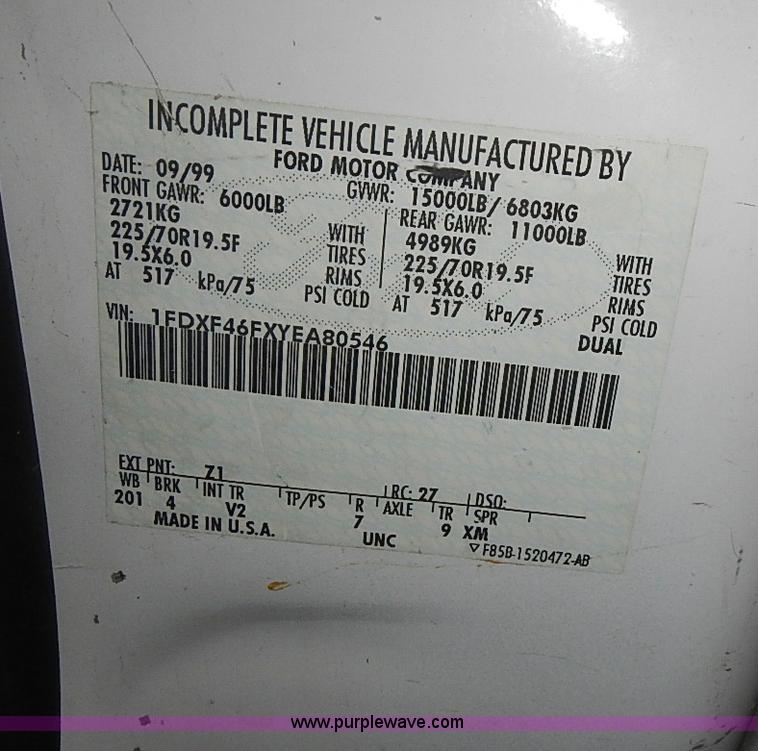 INCOMPLETE VEHICLE MANUFACTURED BY
FORD MOTOR COMPANY
DATE: 09/99 GVWR: 15000LB/ 6803KG
FRONT GAWR: 6000LB REAR GAWR: 11000LB
2721KG WITH 4989KG WITH
225/70R19.5F TIRES 225/70R19.5F TIRES
19.5X6.0 RIMS 19.5X6.0 RIMS
AT 517 kPa/75 PSI COLD AT 517 kPa/75 PSI COLD
DUAL
VIN: 1FDXF46FXYEA80546
EXT PNT: Z1 RC: 27 DSO:
WB BRK INT TR TP/PS R AXLE TR SPR
201 4 V2 7 9 XM
MADE IN U.S.A. UNC
▽F85B-1520472-AB
www.purplewave.com